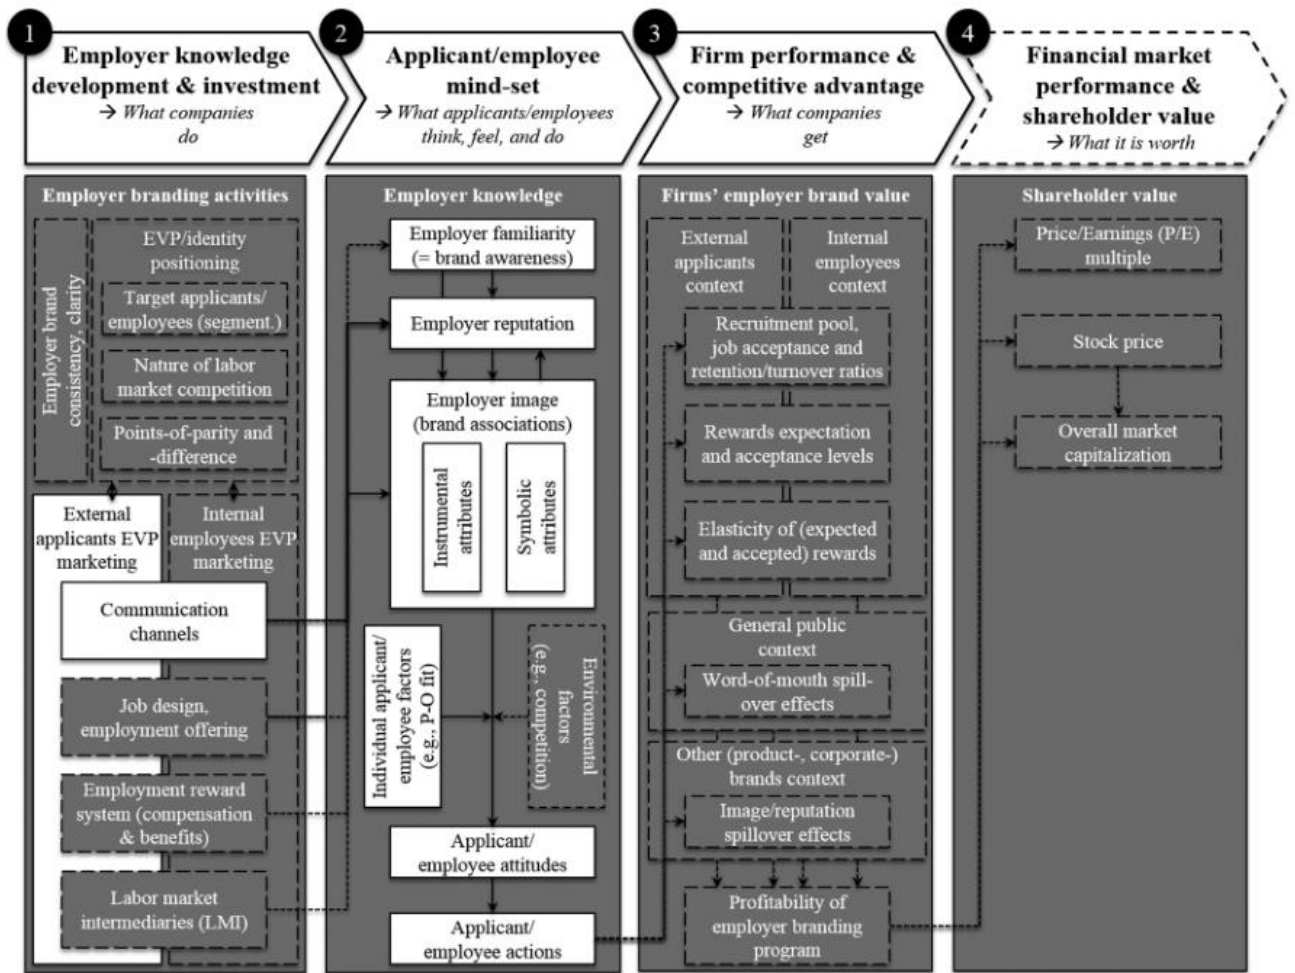 1
Employer knowledge
development & investment
→ What companies
do
2
Applicant/employee
mind-set
→ What applicants/employees
think, feel, and do
3
Firm performance &
competitive advantage
→ What companies
get
4
Financial market
performance &
shareholder value
→ What it is worth
Employer branding activities
Employer brand
consistency, clarity
EVP/identity
positioning
Target applicants/
employees (segment.)
Nature of labor
market competition
Points-of-parity and
-difference
External
applicants EVP
marketing
Internal
employees EVP
marketing
Communication
channels
Job design,
employment offering
Employment reward
system (compensation
& benefits)
Labor market
intermediaries (LMI)
Employer knowledge
Employer familiarity
(= brand awareness)
Employer reputation
Employer image
(brand associations)
Instrumental
attributes
Symbolic
attributes
Individual applicant/
employee factors
(e.g., P-O fit)
Environmental
factors
(e.g., competition)
Applicant/
employee attitudes
Applicant/
employee actions
Firms' employer brand value
External
applicants
context
Internal
employees
context
Recruitment pool,
job acceptance and
retention/turnover ratios
Rewards expectation
and acceptance levels
Elasticity of (expected
and accepted) rewards
General public
context
Word-of-mouth spill-
over effects
Other (product-, corporate-)
brands context
Image/reputation
spillover effects
Profitability of
employer branding
program
Shareholder value
Price/Earnings (P/E)
multiple
Stock price
Overall market
capitalization